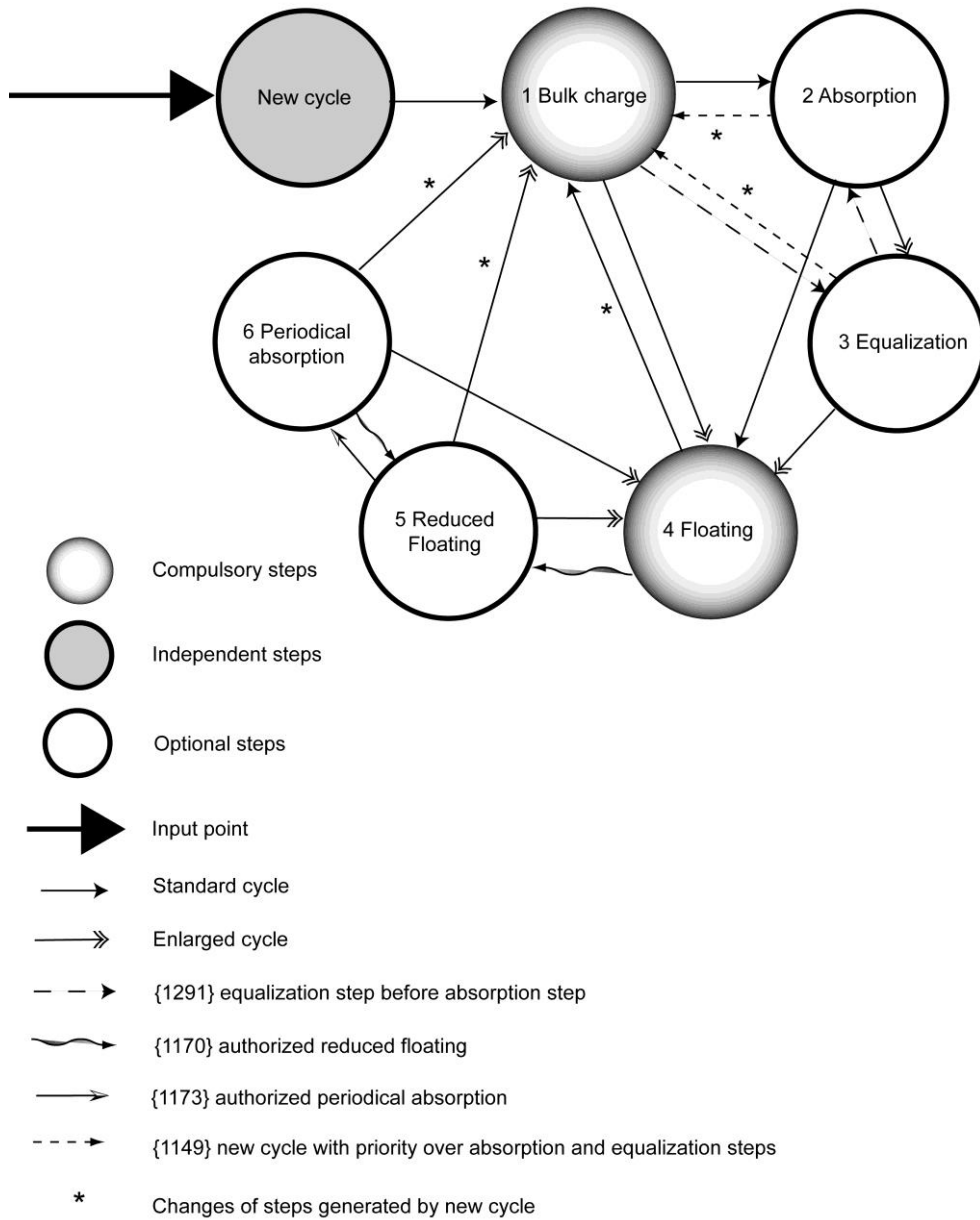 New cycle
1 Bulk charge
2 Absorption
*
*
*
*
*
6 Periodical
absorption
3 Equalization
5 Reduced
Floating
4 Floating
Compulsory steps
Independent steps
Optional steps
Input point
Standard cycle
Enlarged cycle
{1291} equalization step before absorption step
{1170} authorized reduced floating
{1173} authorized periodical absorption
{1149} new cycle with priority over absorption and equalization steps
* Changes of steps generated by new cycle